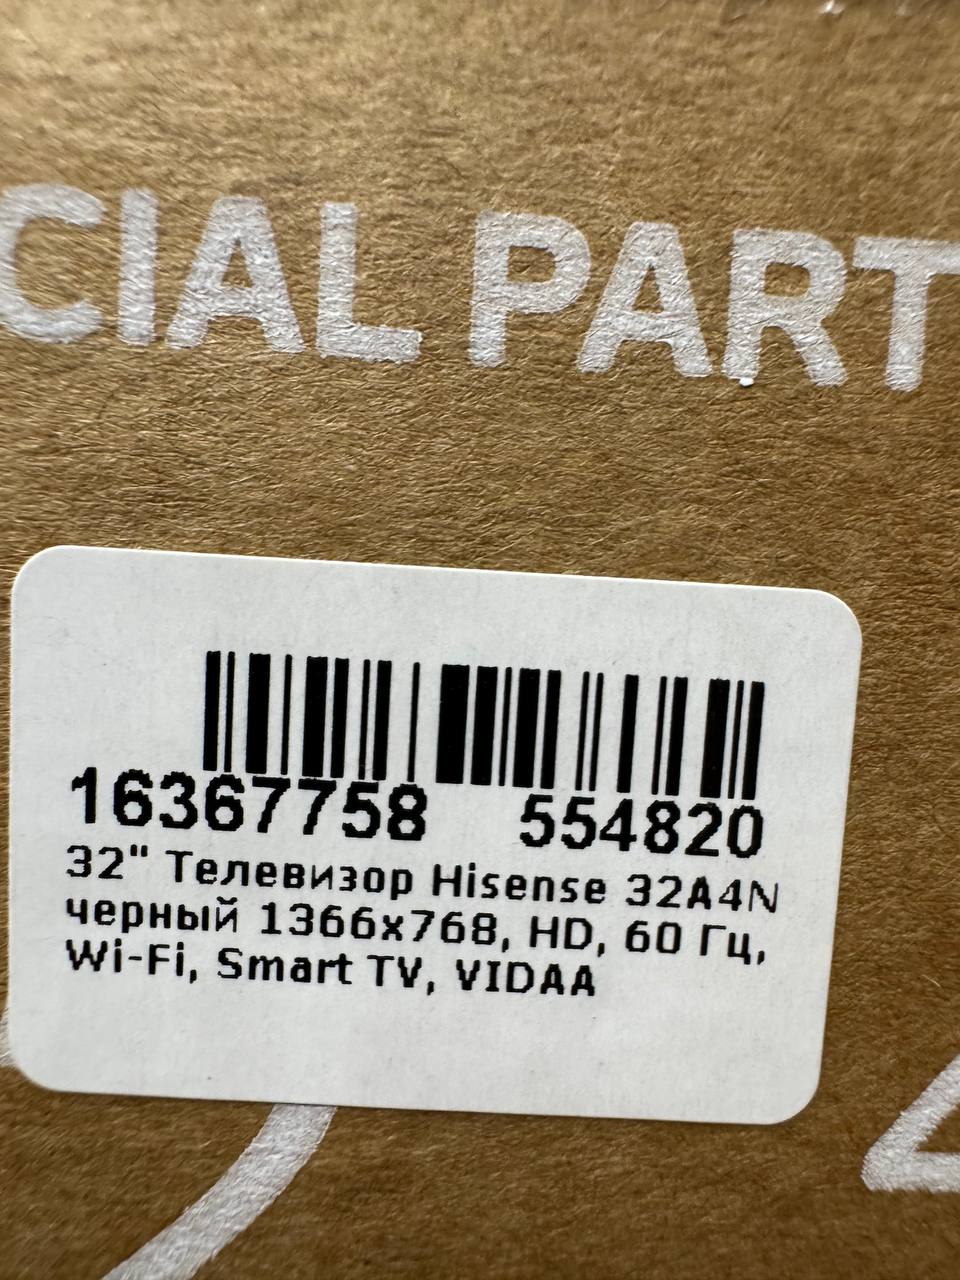 CIAL PART
16367758 554820
32" Телевизор Hisense 32A4N
черный 1366x768, HD, 60 Гц,
Wi-Fi, Smart TV, VIDAA